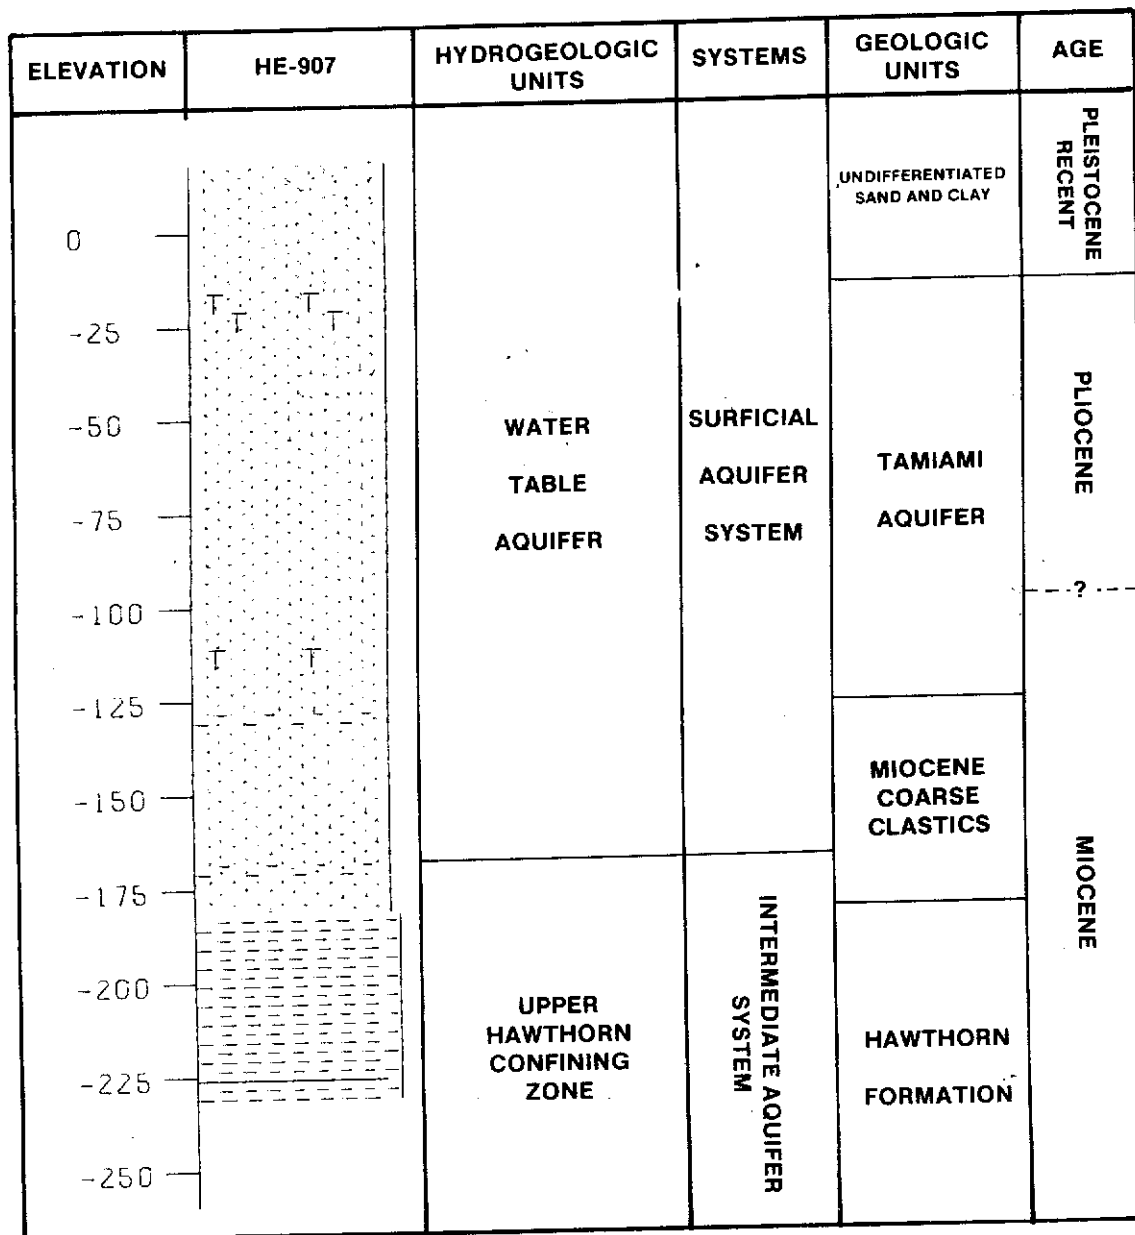 ELEVATION
HE-907
HYDROGEOLOGIC
UNITS
SYSTEMS
GEOLOGIC
UNITS
AGE
0
-25
-50
-75
-100
-125
-150
-175
-200
-225
-250
T T
T T
T T
WATER
TABLE
AQUIFER
UPPER
HAWTHORN
CONFINING
ZONE
SURFICIAL
AQUIFER
SYSTEM
INTERMEDIATE AQUIFER
SYSTEM
UNDIFFERENTIATED
SAND AND CLAY
TAMIAMI
AQUIFER
MIOCENE
COARSE
CLASTICS
HAWTHORN
FORMATION
PLEISTOCENE
RECENT
PLIOCENE
?
MIOCENE